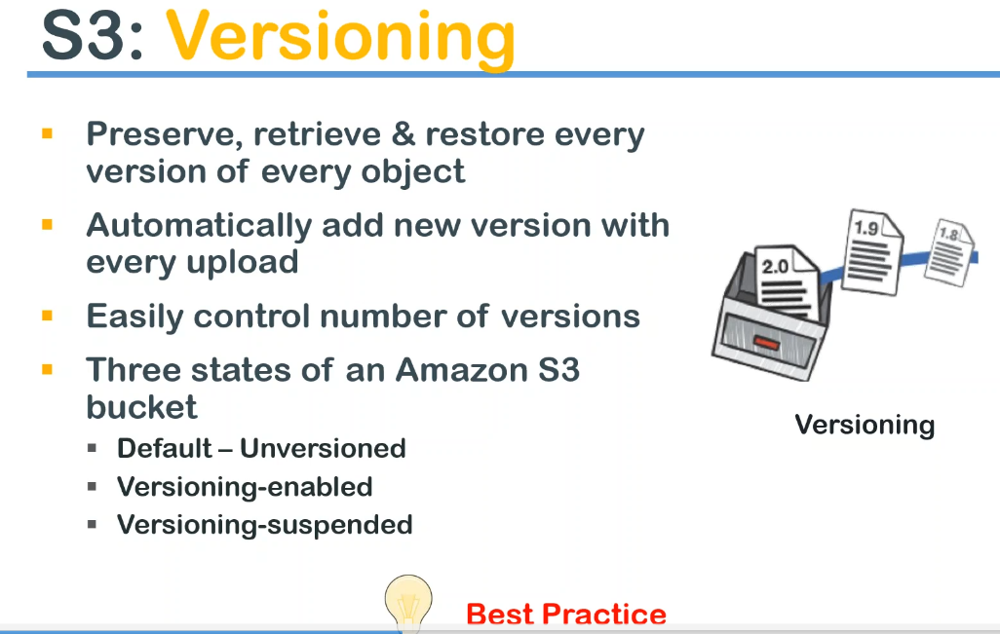 S3: Versioning
▪ Preserve, retrieve & restore every
version of every object
▪ Automatically add new version with
every upload
▪ Easily control number of versions
▪ Three states of an Amazon S3
bucket
▪ Default – Unversioned
▪ Versioning-enabled
▪ Versioning-suspended
2.0
1.9
1.8
Versioning
Best Practice